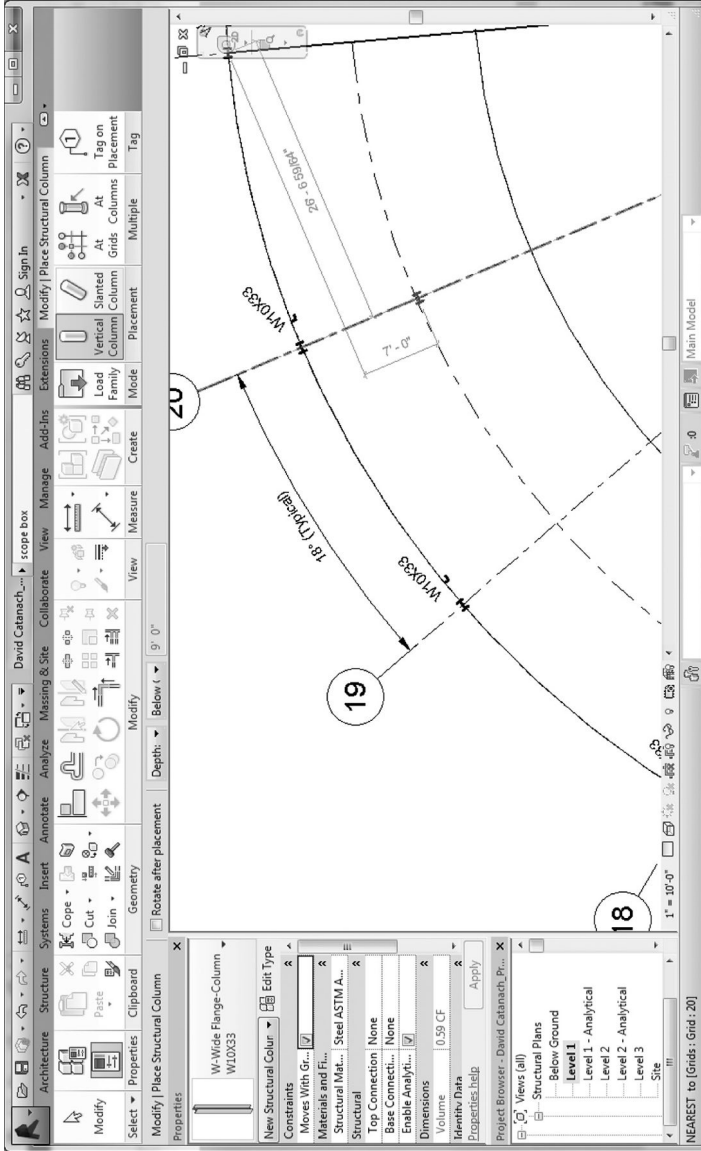 David Catanach_... scope box
Sign In
Architecture Structure Systems Insert Annotate Analyze Massing & Site Collaborate View Manage Add-Ins Extensions Modify | Place Structural Column
Modify
Paste
Cope
Cut
Join
Load Family
Vertical Column
Slanted Column
At Grids
At Columns
Tag on Placement
Select Properties Clipboard Geometry Modify View Measure Create Mode Placement Multiple Tag
Modify | Place Structural Column
Rotate after placement
Depth: Below ( 9' 0"
Properties
W-Wide Flange-Column
W10X33
New Structural Colur Edit Type
Constraints
Moves With Gr...
Materials and Fi...
Structural Mat... Steel ASTM A...
Structural
Top Connection None
Base Connecti... None
Enable Analyti...
Dimensions
Volume 0.59 CF
Identity Data
Properties help Apply
Project Browser - David Catanach_Pr...
Views (all)
Structural Plans
Below Ground
Level 1
Level 1 - Analytical
Level 2
Level 2 - Analytical
Level 3
Site
2D
26' - 6 59/64"
W10X33
7' - 0"
20
18° (Typical)
W10X33
19
18
1" = 10'-0"
NEAREST to [Grids : Grid : 20]
:0
Main Model